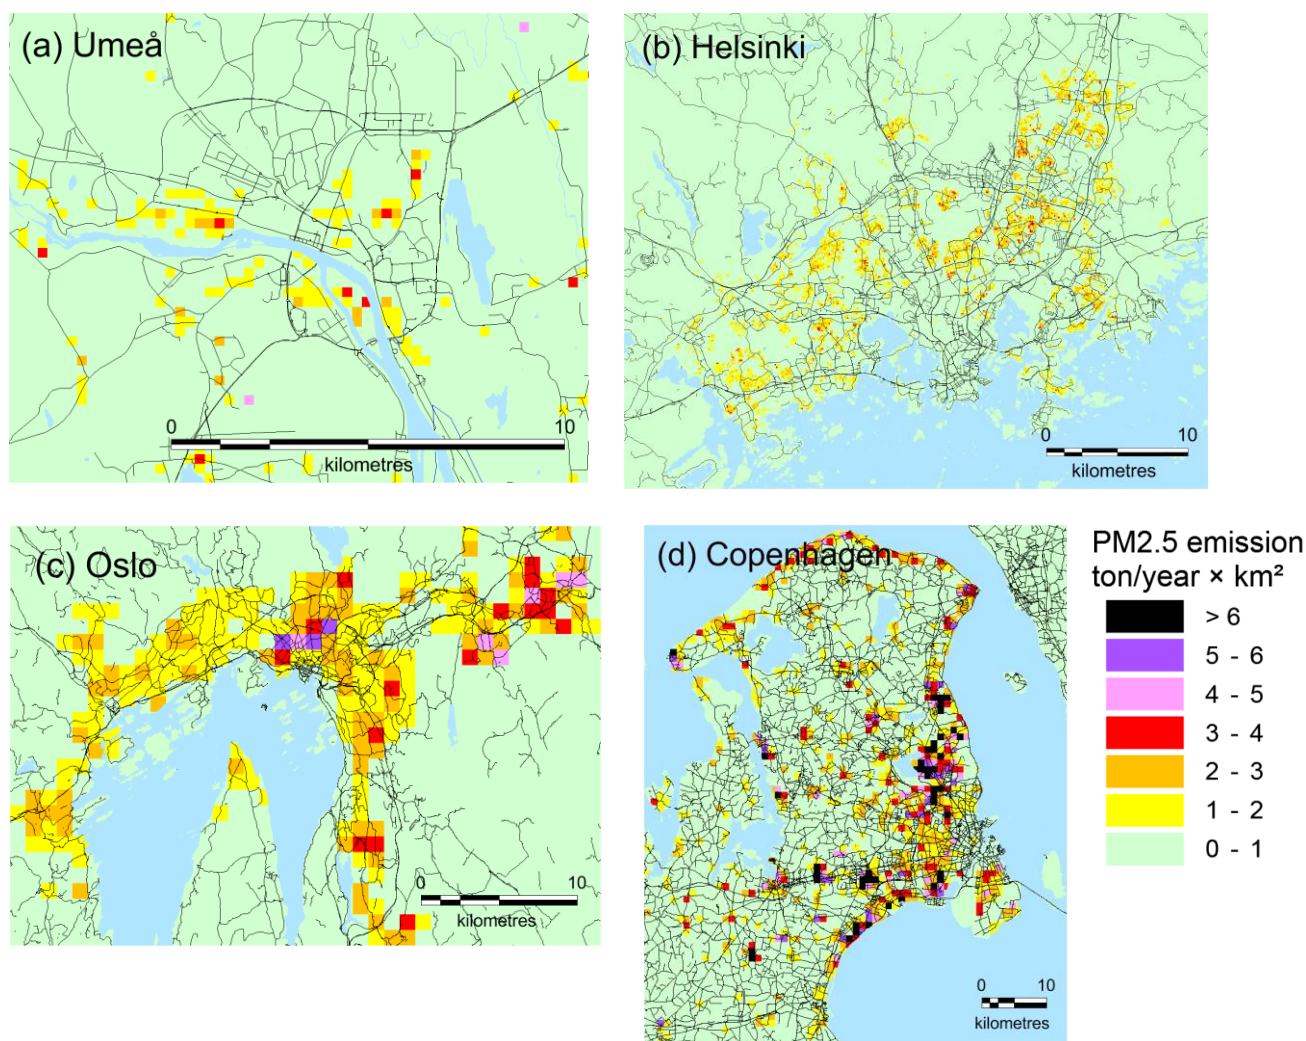 (a) Umeå
0 10
kilometres
(b) Helsinki
0 10
kilometres
(c) Oslo
0 10
kilometres
(d) Copenhagen
0 10
kilometres
PM2.5 emission
ton/year × km²
> 6
5 - 6
4 - 5
3 - 4
2 - 3
1 - 2
0 - 1